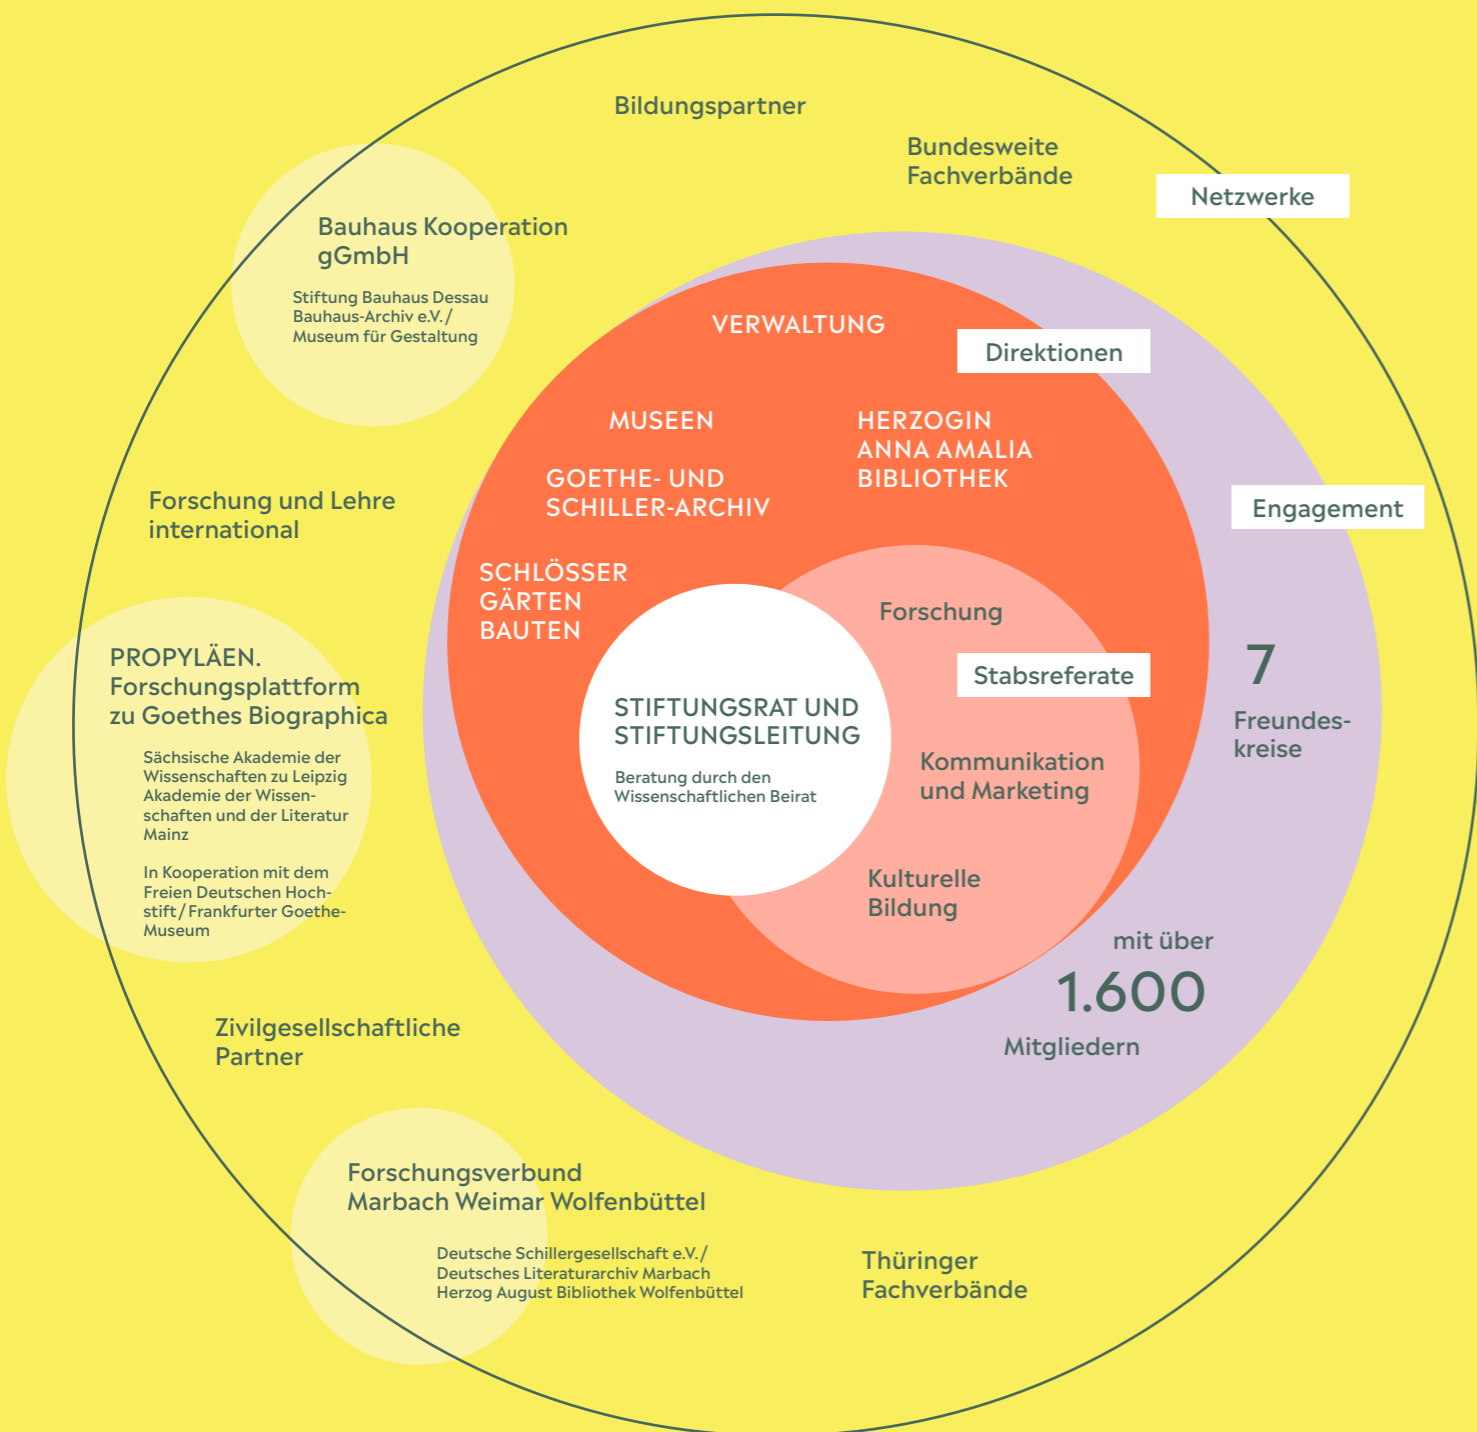 Bildungspartner
Bundesweite
Fachverbände
Netzwerke
Bauhaus Kooperation
gGmbH
Stiftung Bauhaus Dessau
Bauhaus-Archiv e.V./
Museum für Gestaltung
VERWALTUNG
Direktionen
MUSEEN
HERZOGIN
ANNA AMALIA
BIBLIOTHEK
GOETHE- UND
SCHILLER-ARCHIV
Forschung und Lehre
international
Engagement
SCHLÖSSER
GÄRTEN
BAUTEN
Forschung
Stabsreferate
PROPYLÄEN.
Forschungsplattform
zu Goethes Biographica
Sächsische Akademie der
Wissenschaften zu Leipzig
Akademie der Wissen-
schaften und der Literatur
Mainz
In Kooperation mit dem
Freien Deutschen Hoch-
stift/Frankfurter Goethe-
Museum
STIFTUNGSRAT UND
STIFTUNGSLEITUNG
Beratung durch den
Wissenschaftlichen Beirat
Kommunikation
und Marketing
Kulturelle
Bildung
7
Freundes-
kreise
mit über
1.600
Mitgliedern
Zivilgesellschaftliche
Partner
Forschungsverbund
Marbach Weimar Wolfenbüttel
Deutsche Schillergesellschaft e.V./
Deutsches Literaturarchiv Marbach
Herzog August Bibliothek Wolfenbüttel
Thüringer
Fachverbände